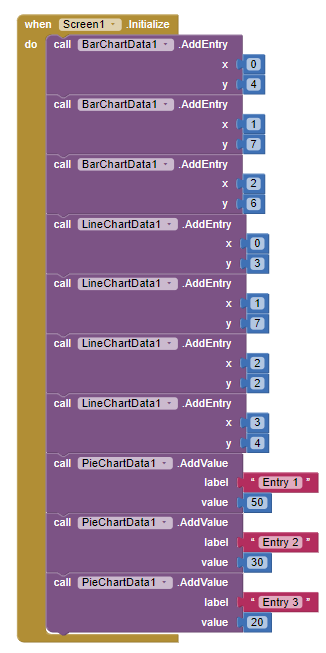 when Screen1 .Initialize
do call BarChartData1 .AddEntry
x 0
y 4
call BarChartData1 .AddEntry
x 1
y 7
call BarChartData1 .AddEntry
x 2
y 6
call LineChartData1 .AddEntry
x 0
y 3
call LineChartData1 .AddEntry
x 1
y 7
call LineChartData1 .AddEntry
x 2
y 2
call LineChartData1 .AddEntry
x 3
y 4
call PieChartData1 .AddValue
label “ Entry 1 ”
value 50
call PieChartData1 .AddValue
label “ Entry 2 ”
value 30
call PieChartData1 .AddValue
label “ Entry 3 ”
value 20